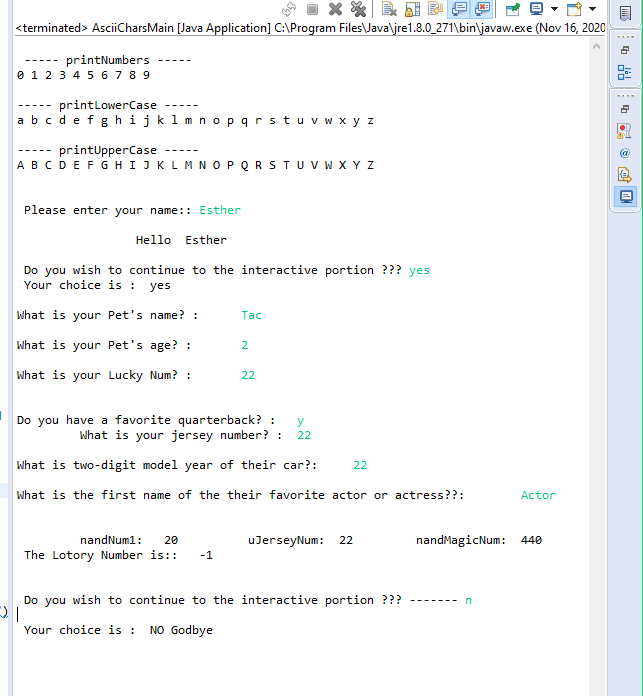 <terminated> AsciiCharsMain [Java Application] C:\Program Files\Java\jre1.8.0_271\bin\javaw.exe (Nov 16, 2020
----- printNumbers -----
0 1 2 3 4 5 6 7 8 9
----- printLowerCase -----
a b c d e f g h i j k l m n o p q r s t u v w x y z
----- printUpperCase -----
A B C D E F G H I J K L M N O P Q R S T U V W X Y Z
Please enter your name:: Esther
Hello  Esther
Do you wish to continue to the interactive portion ??? yes
Your choice is :  yes
What is your Pet's name? :      Tac
What is your Pet's age? :       2
What is your Lucky Num? :       22
Do you have a favorite quarterback? :   y
What is your jersey number? :  22
What is two-digit model year of their car?:     22
What is the first name of the their favorite actor or actress??:        Actor
nandNum1:   20          uJerseyNum:  22         nandMagicNum:  440
The Lotory Number is::   -1
Do you wish to continue to the interactive portion ??? ------- n
Your choice is :  NO Godbye